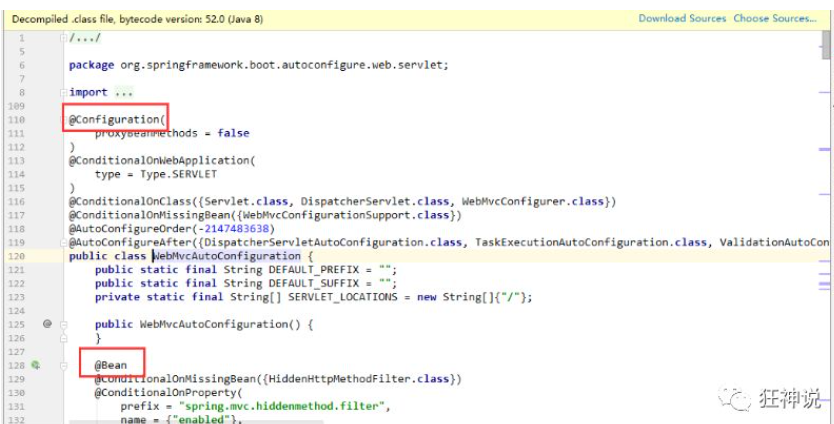 Decompiled .class file, bytecode version: 52.0 (Java 8) Download Sources Choose Sources...
1 /.../
5
6 package org.springframework.boot.autoconfigure.web.servlet;
7
8 import ...
109
110 @Configuration(
111 proxyBeanMethods = false
112 )
113 @ConditionalOnWebApplication(
114 type = Type.SERVLET
115 )
116 @ConditionalOnClass({Servlet.class, DispatcherServlet.class, WebMvcConfigurer.class})
117 @ConditionalOnMissingBean({WebMvcConfigurationSupport.class})
118 @AutoConfigureOrder(-2147483638)
119 @AutoConfigureAfter({DispatcherServletAutoConfiguration.class, TaskExecutionAutoConfiguration.class, ValidationAutoCon
120 public class WebMvcAutoConfiguration {
121 public static final String DEFAULT_PREFIX = "";
122 public static final String DEFAULT_SUFFIX = "";
123 private static final String[] SERVLET_LOCATIONS = new String[]{"/"};
124
125 @ public WebMvcAutoConfiguration() {
126 }
127
128 @Bean
129 @ConditionalOnMissingBean({HiddenHttpMethodFilter.class})
130 @ConditionalOnProperty(
131 prefix = "spring.mvc.hiddenmethod.filter",
132 name = {"enabled"},
狂神说